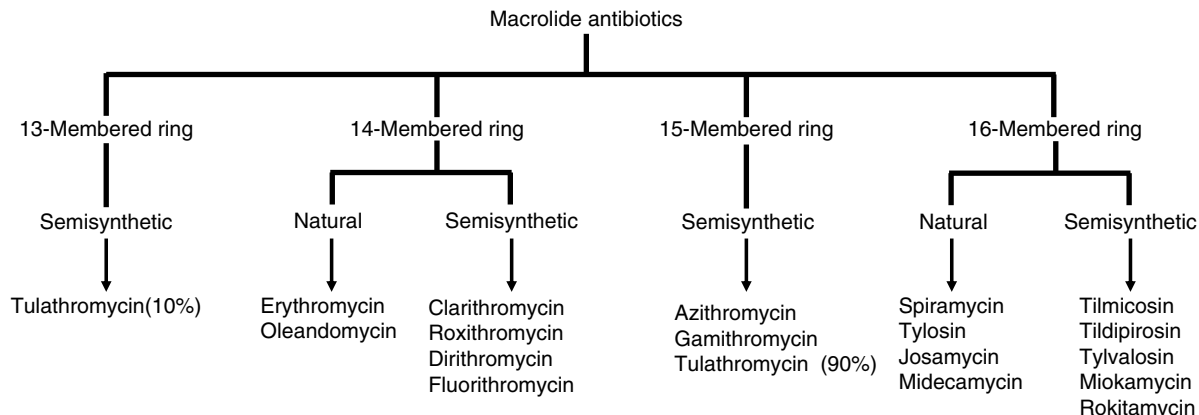 Macrolide antibiotics
13-Membered ring
14-Membered ring
15-Membered ring
16-Membered ring
Semisynthetic
Natural
Semisynthetic
Semisynthetic
Natural
Semisynthetic
Tulathromycin(10%)
Erythromycin
Oleandomycin
Clarithromycin
Roxithromycin
Dirithromycin
Fluorithromycin
Azithromycin
Gamithromycin
Tulathromycin (90%)
Spiramycin
Tylosin
Josamycin
Midecamycin
Tilmicosin
Tildipirosin
Tylvalosin
Miokamycin
Rokitamycin